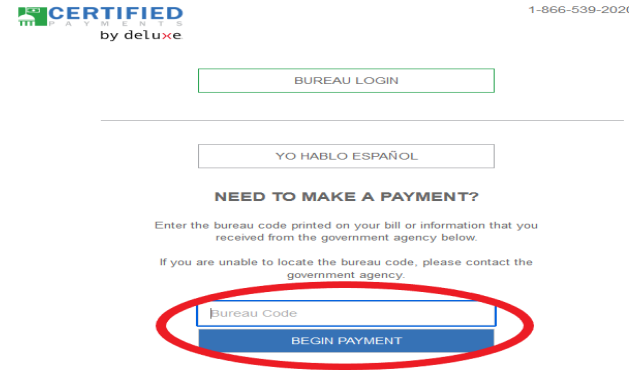 CERTIFIED
1-866-539-2020
PAYMENTS
by deluxe
BUREAU LOGIN
YO HABLO ESPAÑOL
NEED TO MAKE A PAYMENT?
Enter the bureau code printed on your bill or information that you
received from the government agency below.
If you are unable to locate the bureau code, please contact the
government agency.
Bureau Code
BEGIN PAYMENT